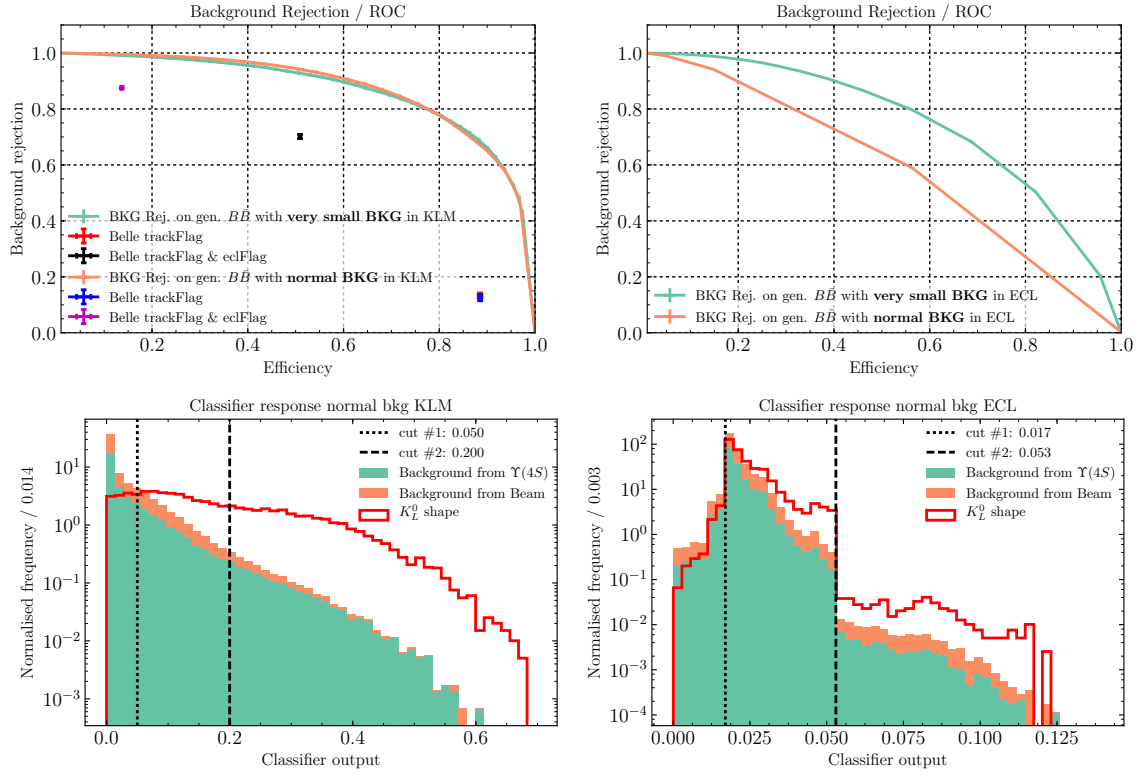 Background Rejection / ROC
1.0
0.8
0.6
0.4
0.2
0.0
Background rejection
BKG Rej. on gen. BB̄ with very small BKG in KLM
Belle trackFlag
Belle trackFlag & eclFlag
BKG Rej. on gen. BB̄ with normal BKG in KLM
Belle trackFlag
Belle trackFlag & eclFlag
0.2 0.4 0.6 0.8 1.0
Efficiency
Background Rejection / ROC
1.0
0.8
0.6
0.4
0.2
0.0
Background rejection
BKG Rej. on gen. BB̄ with very small BKG in ECL
BKG Rej. on gen. BB̄ with normal BKG in ECL
0.2 0.4 0.6 0.8 1.0
Efficiency
Classifier response normal bkg KLM
10¹
10⁰
10⁻¹
10⁻²
10⁻³
Normalised frequency / 0.014
cut #1: 0.050
cut #2: 0.200
Background from ϒ(4S)
Background from Beam
K⁰_L shape
0.0 0.2 0.4 0.6
Classifier output
Classifier response normal bkg ECL
10²
10¹
10⁰
10⁻¹
10⁻²
10⁻³
10⁻⁴
Normalised frequency / 0.003
cut #1: 0.017
cut #2: 0.053
Background from ϒ(4S)
Background from Beam
K⁰_L shape
0.000 0.025 0.050 0.075 0.100 0.125
Classifier output